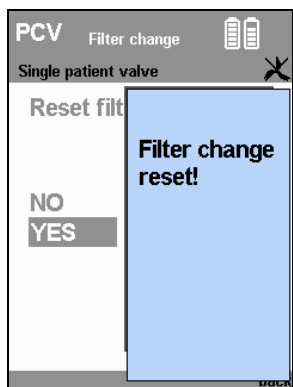 PCV Filter change
Single patient valve
Reset filt
Filter change
reset!
NO
YES
back